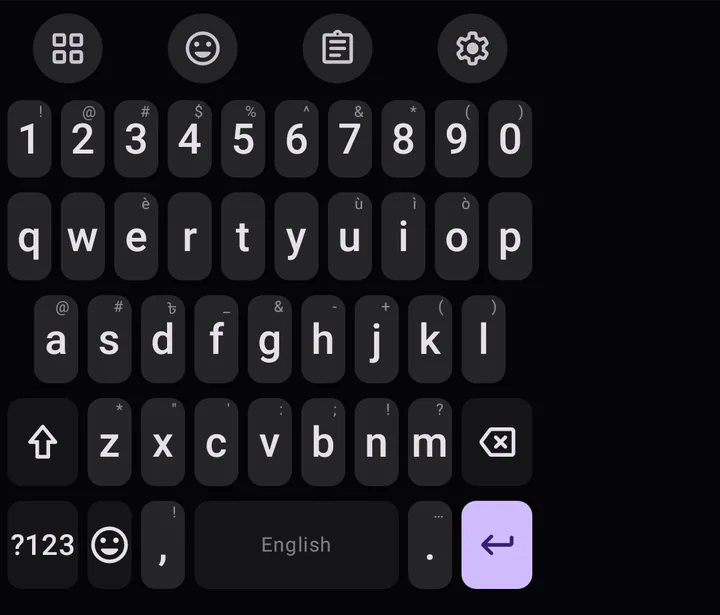 ! @ # $ % ^ & * ( )
1 2 3 4 5 6 7 8 9 0
è ù ì ò
q w e r t y u i o p
@ # ъ _ & - + ( )
a s d f g h j k l
* " ' : ; ! ?
z x c v b n m
! …
?123 , English .